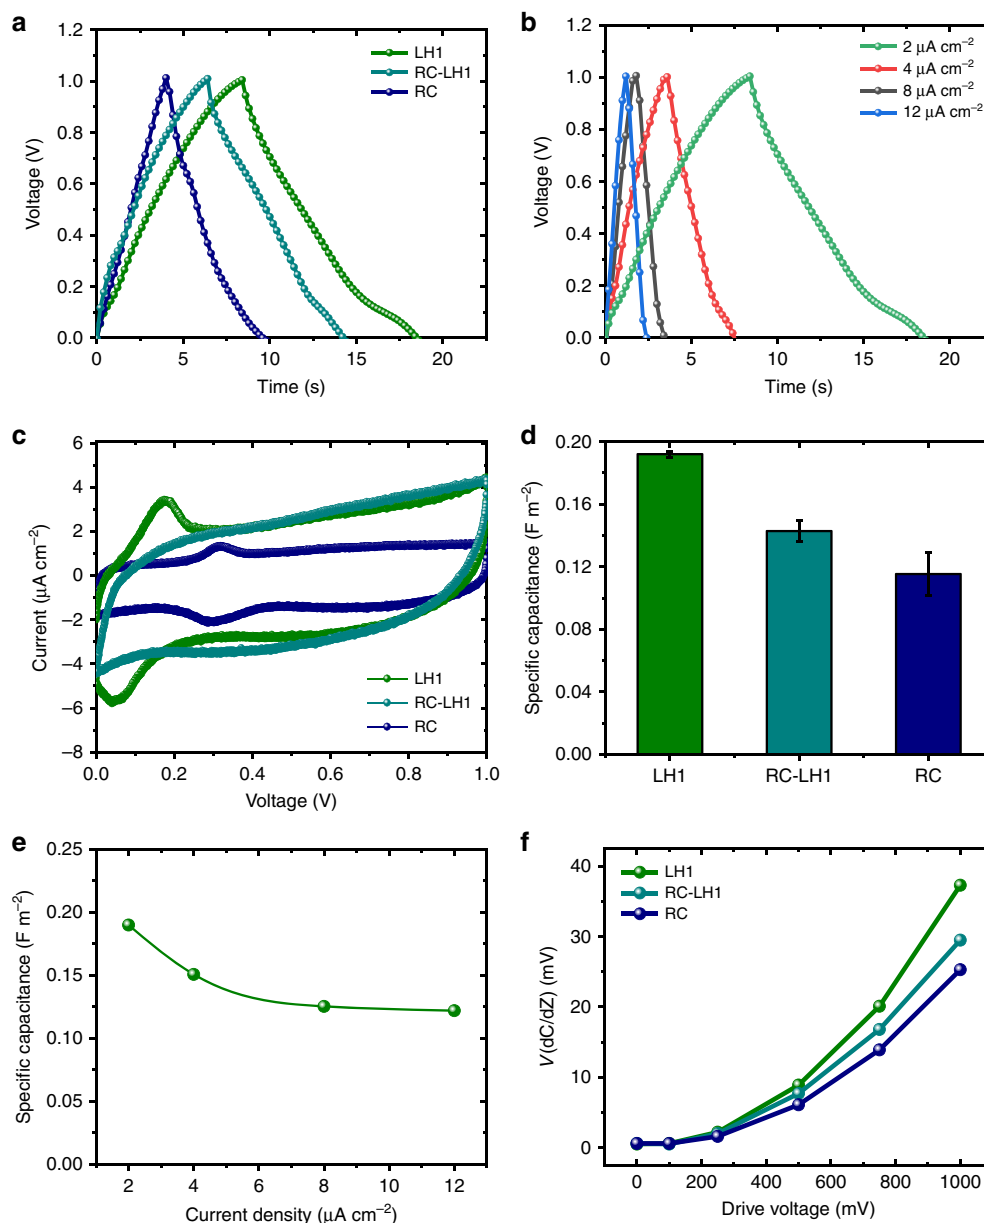 a
1.2
1.0
0.8
0.6
0.4
0.2
0.0
Voltage (V)
0 5 10 15 20
Time (s)
LH1
RC-LH1
RC
b
1.2
1.0
0.8
0.6
0.4
0.2
0.0
Voltage (V)
0 5 10 15 20
Time (s)
2 μA cm⁻²
4 μA cm⁻²
8 μA cm⁻²
12 μA cm⁻²
c
6
4
2
0
−2
−4
−6
−8
Current (μA cm⁻²)
0.0 0.2 0.4 0.6 0.8 1.0
Voltage (V)
LH1
RC-LH1
RC
d
0.20
0.16
0.12
0.08
0.04
0.00
Specific capacitance (F m⁻²)
LH1 RC-LH1 RC
e
0.25
0.20
0.15
0.10
0.05
0.00
Specific capacitance (F m⁻²)
2 4 6 8 10 12
Current density (μA cm⁻²)
f
40
30
20
10
0
V(dC/dZ) (mV)
0 200 400 600 800 1000
Drive voltage (mV)
LH1
RC-LH1
RC